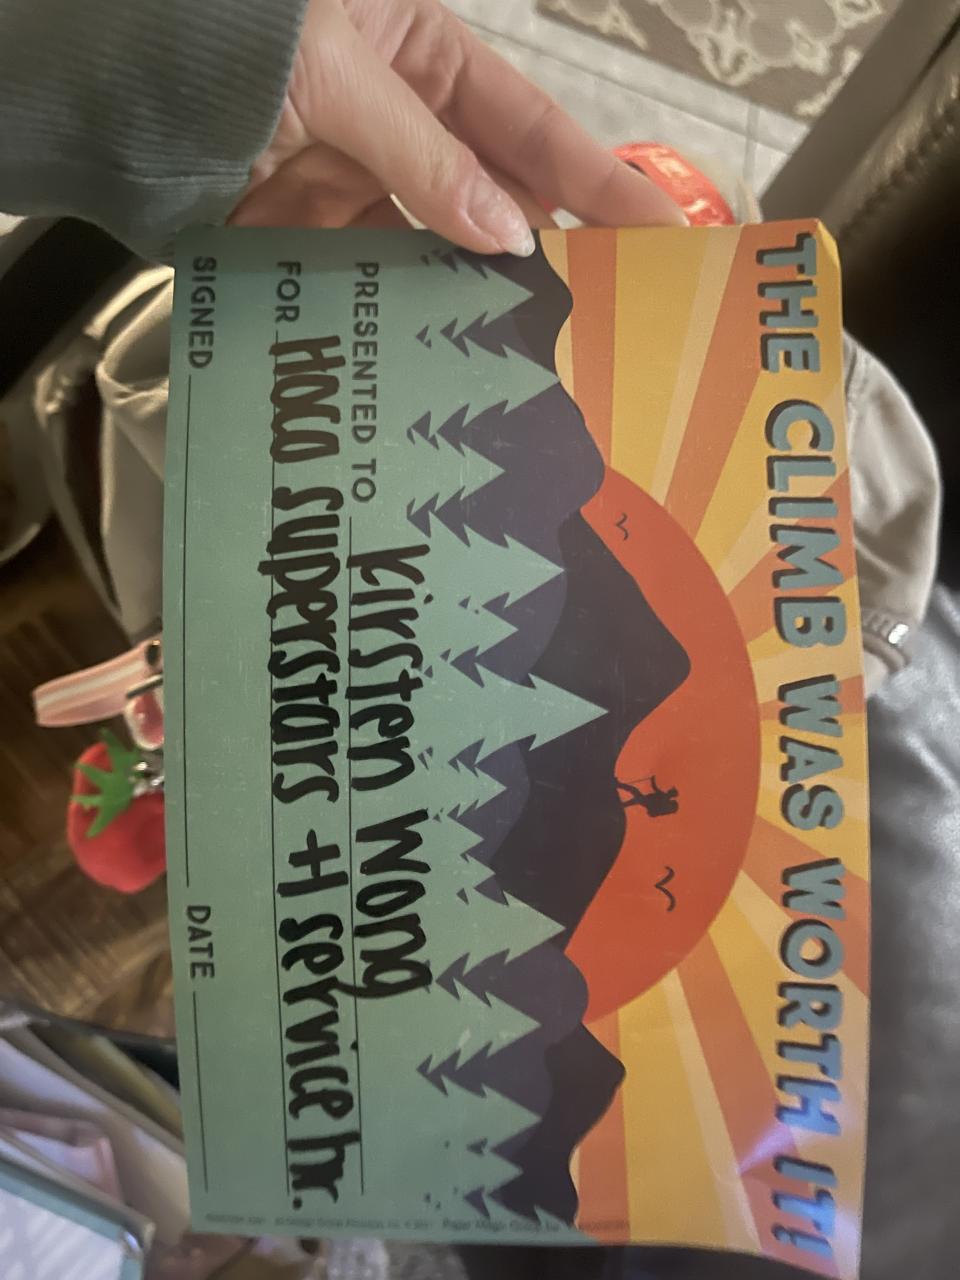 THE CLIMB WAS WORTH IT!
PRESENTED TO Kirsten Wong
FOR Hoco superstars +1 service hr.
SIGNED DATE